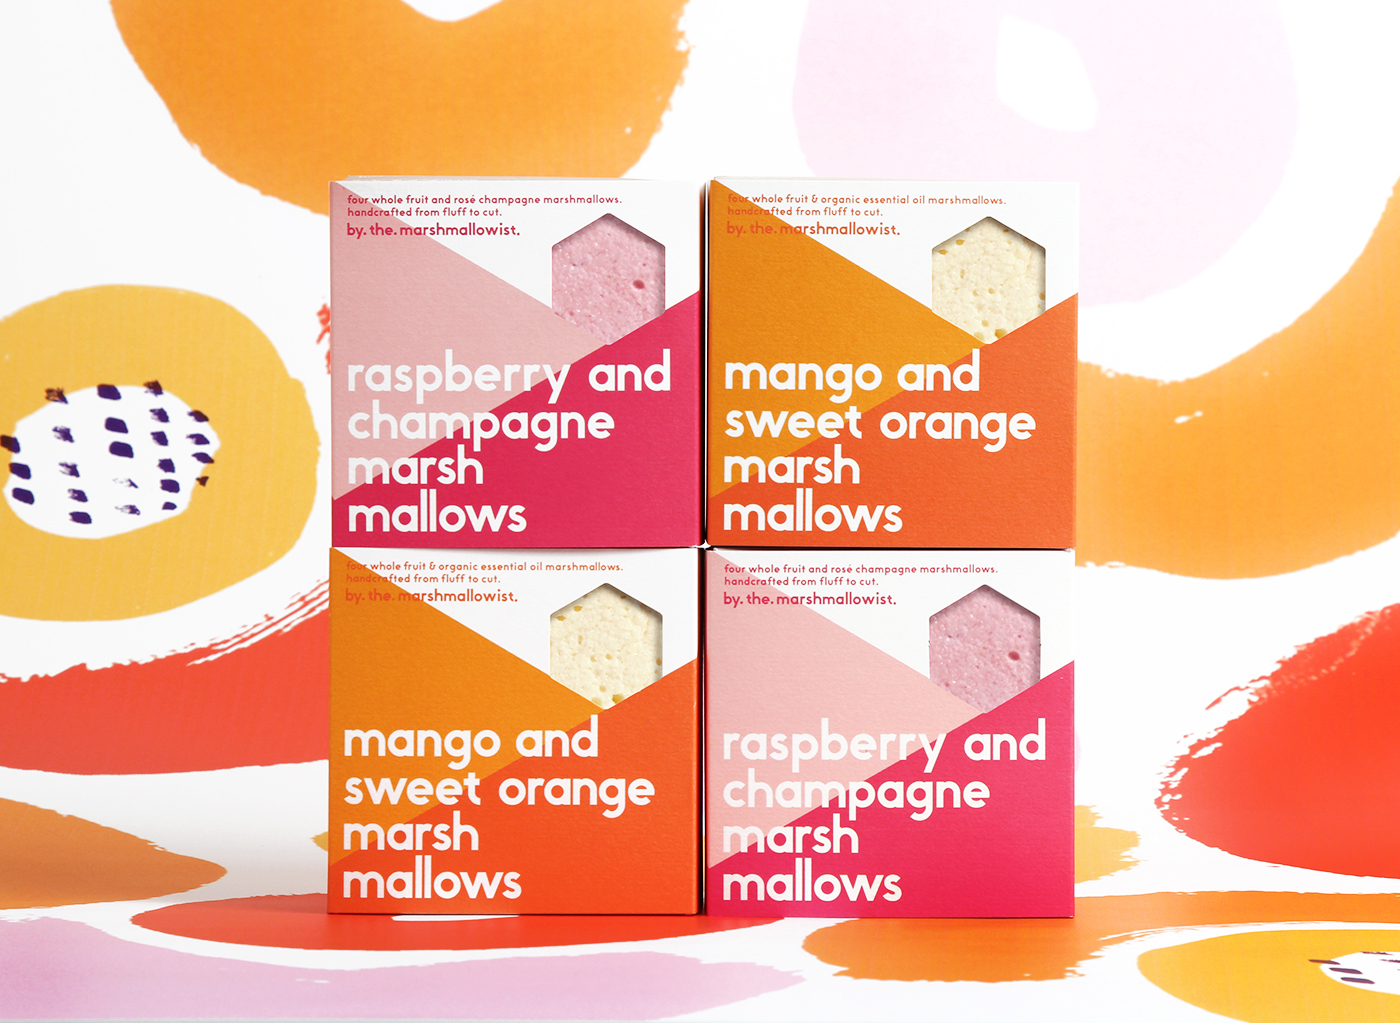 four whole fruit and rosé champagne marshmallows.
handcrafted from fluff to cut.
by. the. marshmallowist.
raspberry and
champagne
marsh
mallows
four whole fruit & organic essential oil marshmallows.
handcrafted from fluff to cut.
by. the. marshmallowist.
mango and
sweet orange
marsh
mallows
four whole fruit & organic essential oil marshmallows.
handcrafted from fluff to cut.
by. the. marshmallowist.
mango and
sweet orange
marsh
mallows
four whole fruit and rosé champagne marshmallows.
handcrafted from fluff to cut.
by. the. marshmallowist.
raspberry and
champagne
marsh
mallows